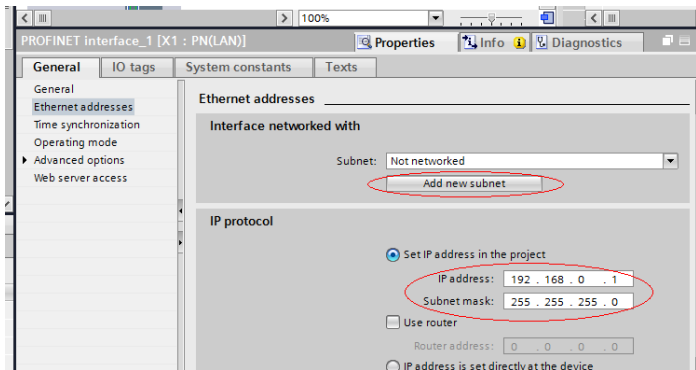 100%
PROFINET interface_1 [X1 : PN(LAN)]
Properties
Info
Diagnostics
General
IO tags
System constants
Texts
General
Ethernet addresses
Time synchronization
Operating mode
Advanced options
Web server access
Ethernet addresses
Interface networked with
Subnet: Not networked
Add new subnet
IP protocol
Set IP address in the project
IP address: 192 . 168 . 0 . 1
Subnet mask: 255 . 255 . 255 . 0
Use router
Router address: 0 . 0 . 0 . 0
IP address is set directly at the device